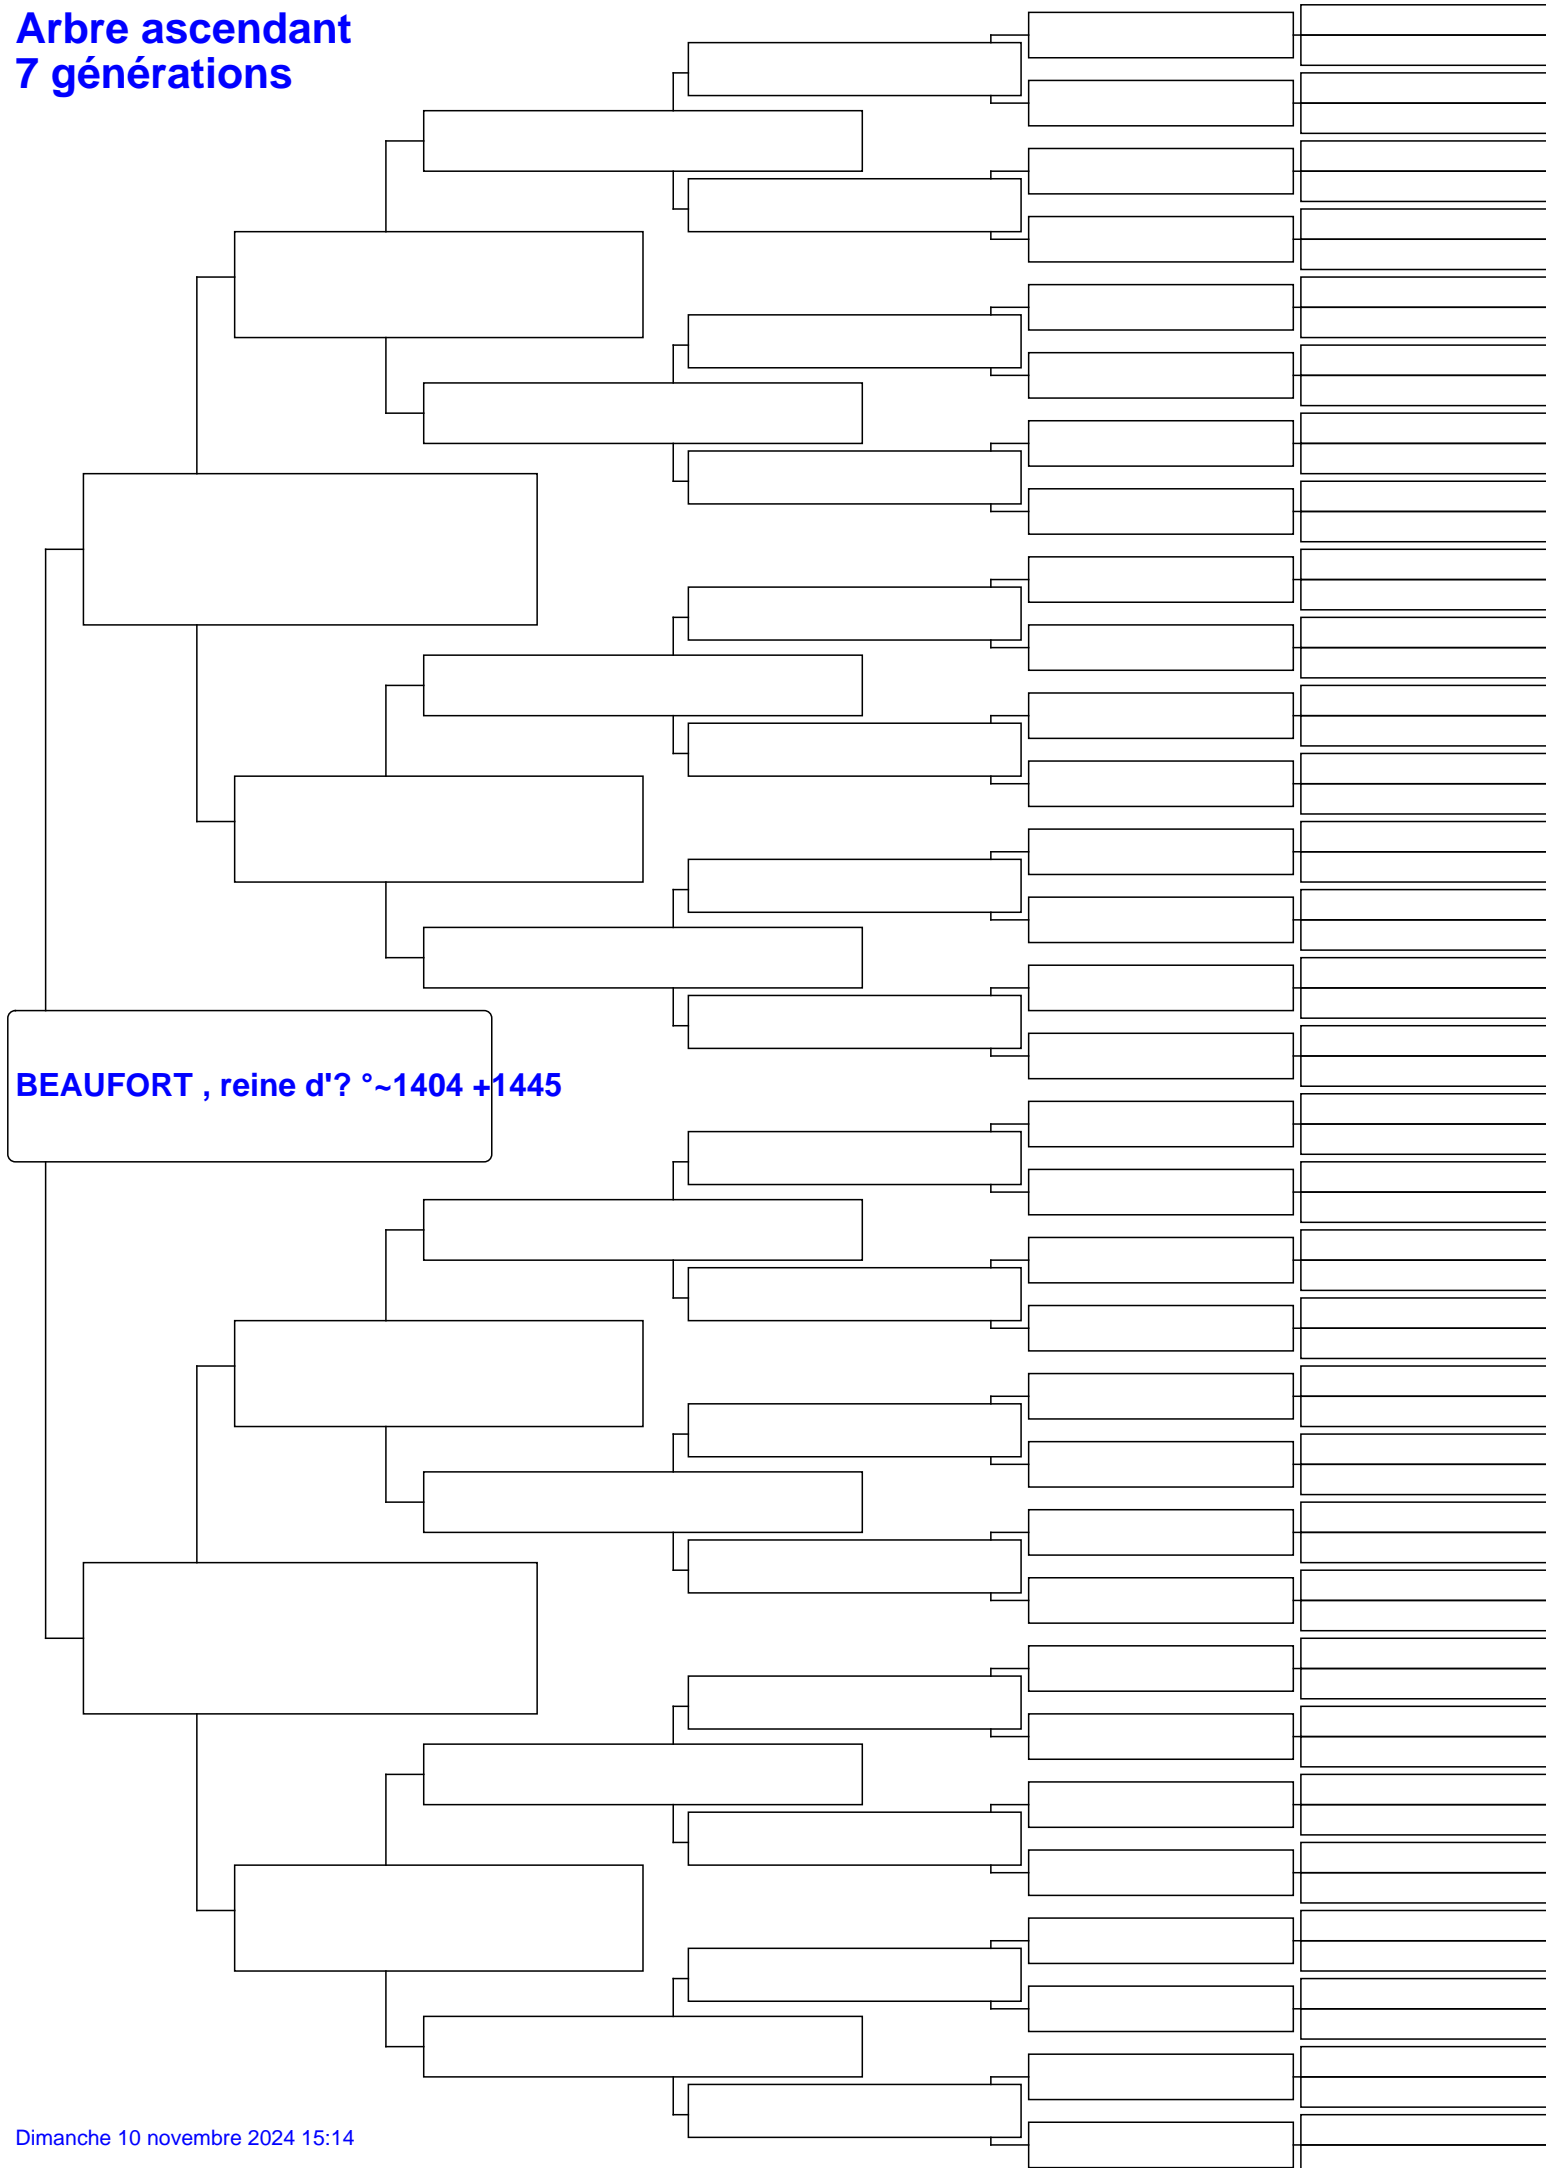 Arbre ascendant
7 générations
BEAUFORT , reine d'? °~1404 +1445
Dimanche 10 novembre 2024 15:14